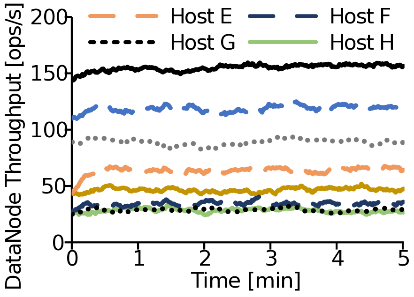 Host E Host F
Host G Host H
DataNode Throughput [ops/s]
200
150
100
50
0
0 1 2 3 4 5
Time [min]